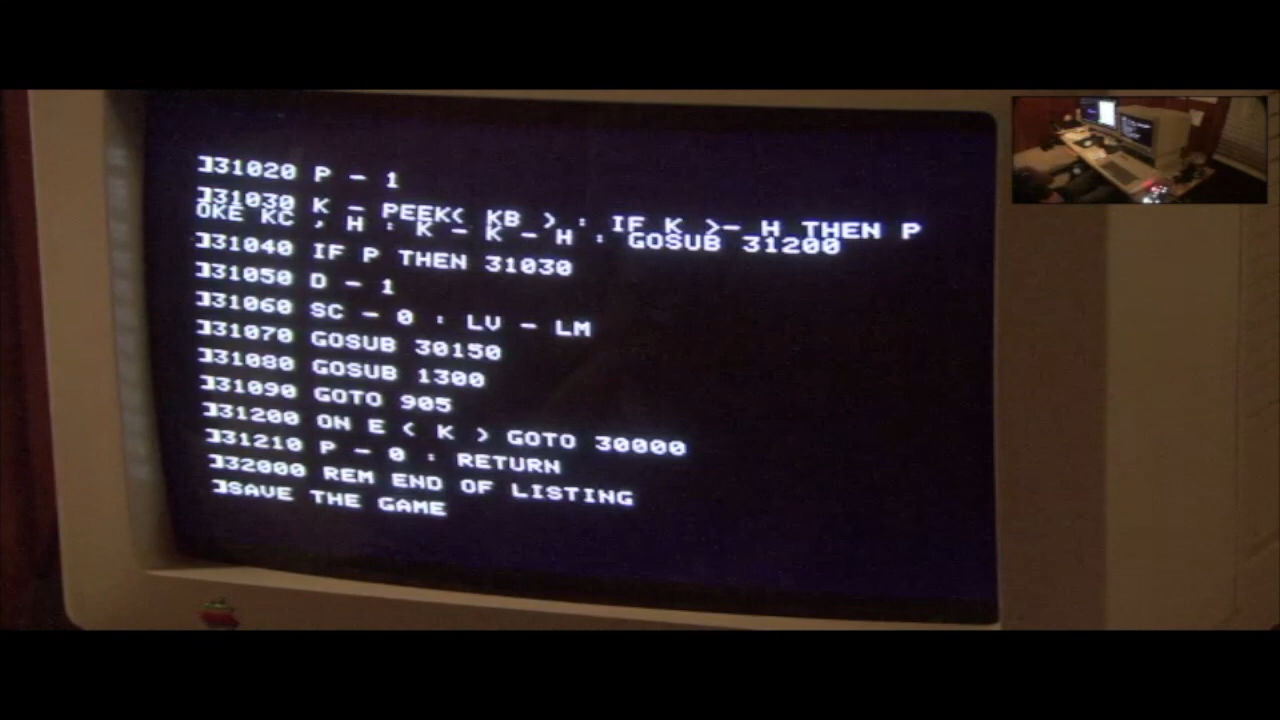 ]31020 P = 1
]31030 K = PEEK( KB ) : IF K >= H THEN P
OKE KC , H : K = K - H : GOSUB 31200
]31040 IF P THEN 31030
]31050 D = 1
]31060 SC = 0 : LV = LM
]31070 GOSUB 30150
]31080 GOSUB 1300
]31090 GOTO 905
]31200 ON E ( K ) GOTO 30000
]31210 P = 0 : RETURN
]32000 REM END OF LISTING
]SAVE THE GAME